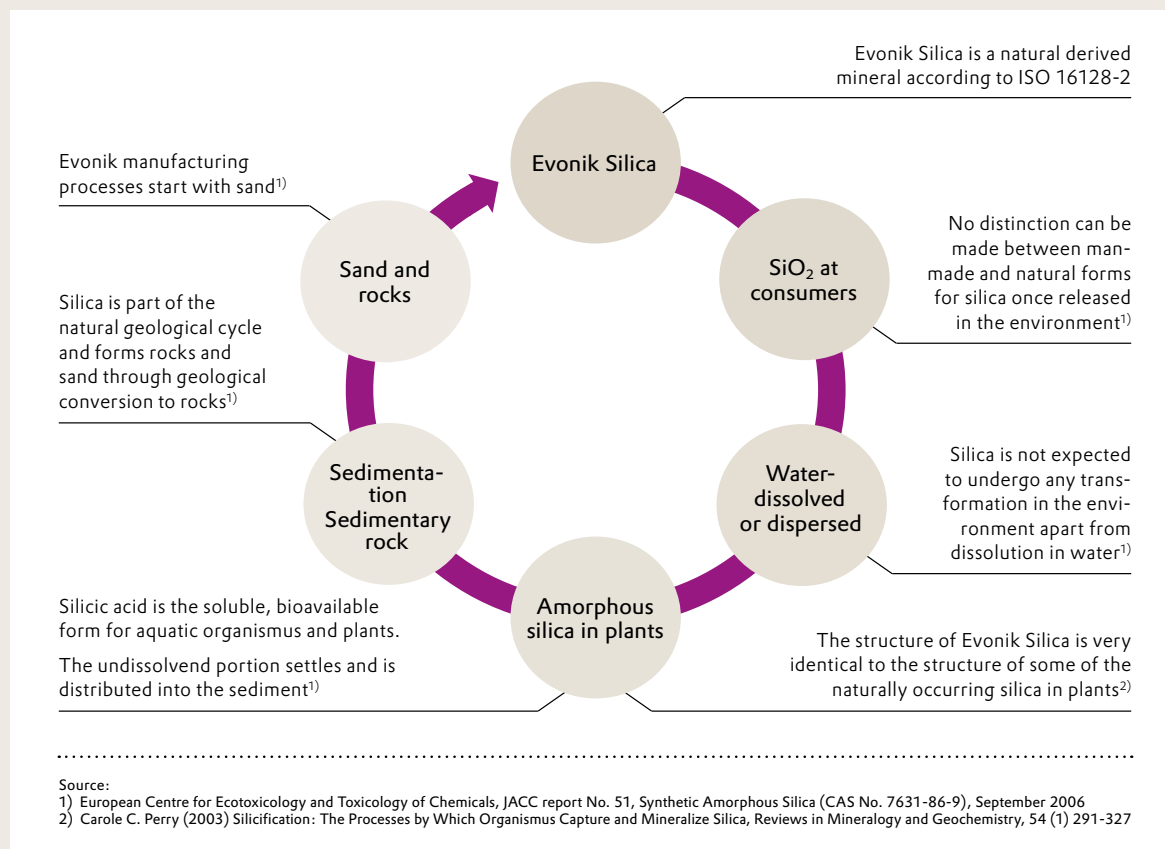 Evonik Silica is a natural derived
mineral according to ISO 16128-2
Evonik Silica
Evonik manufacturing
processes start with sand1)
Sand and
rocks
SiO₂ at
consumers
No distinction can be
made between man-
made and natural forms
for silica once released
in the environment1)
Silica is part of the
natural geological cycle
and forms rocks and
sand through geological
conversion to rocks1)
Sedimenta-
tion
Sedimentary
rock
Water-
dissolved
or dispersed
Silica is not expected
to undergo any trans-
formation in the envi-
ronment apart from
dissolution in water1)
Amorphous
silica in plants
Silicic acid is the soluble, bioavailable
form for aquatic organismus and plants.
The undissolvend portion settles and is
distributed into the sediment1)
The structure of Evonik Silica is very
identical to the structure of some of the
naturally occurring silica in plants2)
Source:
1) European Centre for Ecotoxicology and Toxicology of Chemicals, JACC report No. 51, Synthetic Amorphous Silica (CAS No. 7631-86-9), September 2006
2) Carole C. Perry (2003) Silicification: The Processes by Which Organismus Capture and Mineralize Silica, Reviews in Mineralogy and Geochemistry, 54 (1) 291-327